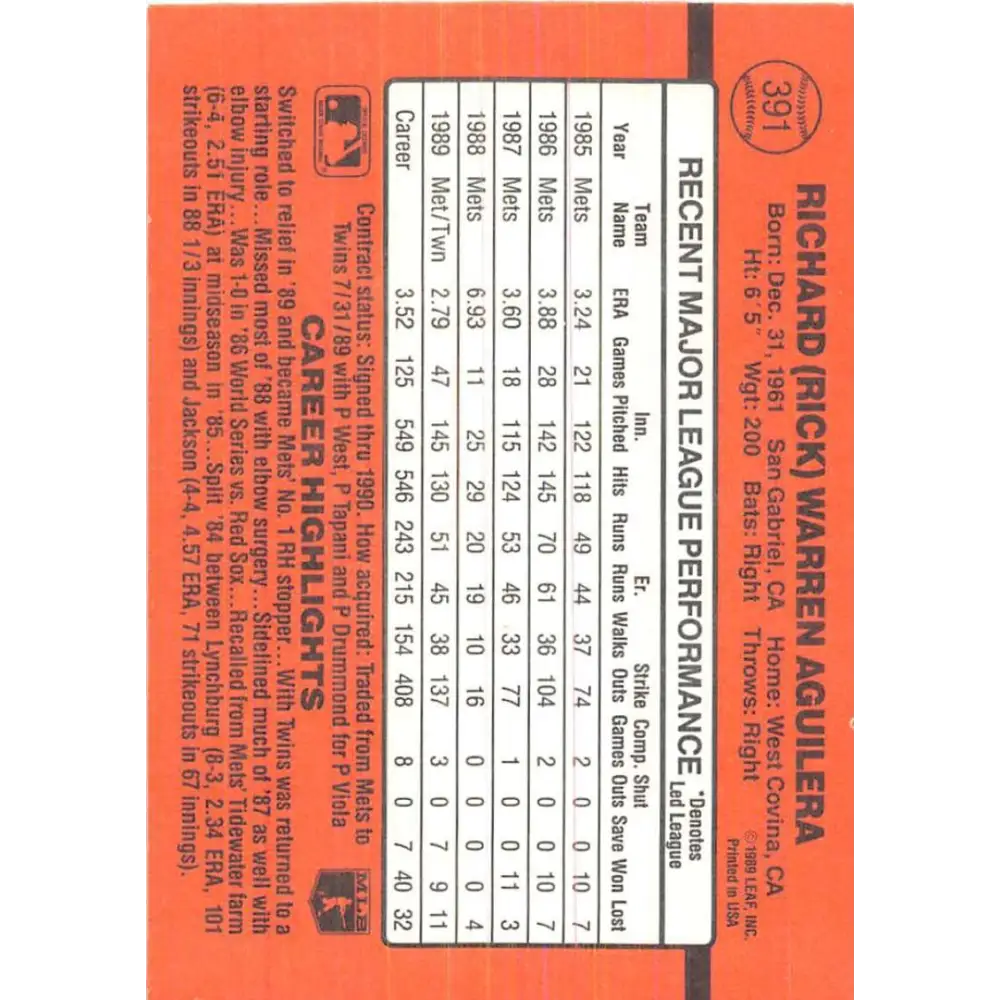 391
RICHARD (RICK) WARREN AGUILERA
Born: Dec. 31, 1961 San Gabriel, CA Home: West Covina, CA
Ht: 6' 5" Wgt: 200 Bats: Right Throws: Right
© 1989 LEAF, INC.
Printed in USA
RECENT MAJOR LEAGUE PERFORMANCE *Denotes Led League
Team Inn. Er. Strike Comp. Shut
Year Name ERA Games Pitched Hits Runs Runs Walks Outs Games Outs Save Won Lost
1985 Mets 3.24 21 122 118 49 44 37 74 2 0 0 10 7
1986 Mets 3.88 28 142 145 70 61 36 104 2 0 0 10 7
1987 Mets 3.60 18 115 124 53 46 33 77 1 0 0 11 3
1988 Mets 6.93 11 25 29 20 19 10 16 0 0 0 0 4
1989 Met/Twn 2.79 47 145 130 51 45 38 137 3 0 7 9 11
Career 3.52 125 549 546 243 215 154 408 8 0 7 40 32
Contract status: Signed thru 1990. How acquired: Traded from Mets to
Twins 7/31/89 with P West, P Tapani and P Drummond for P Viola
MLB
CAREER HIGHLIGHTS
Switched to relief in '89 and became Mets' No. 1 RH stopper...With Twins was returned to a
starting role...Missed most of '88 with elbow surgery...Sidelined much of '87 as well with
elbow injury...Was 1-0 in '86 World Series vs. Red Sox...Recalled from Mets' Tidewater farm
(6-4, 2.51 ERA) at midseason in '85...Split '84 between Lynchburg (8-3, 2.34 ERA, 101
strikeouts in 88 1/3 innings) and Jackson (4-4, 4.57 ERA, 71 strikeouts in 67 innings).